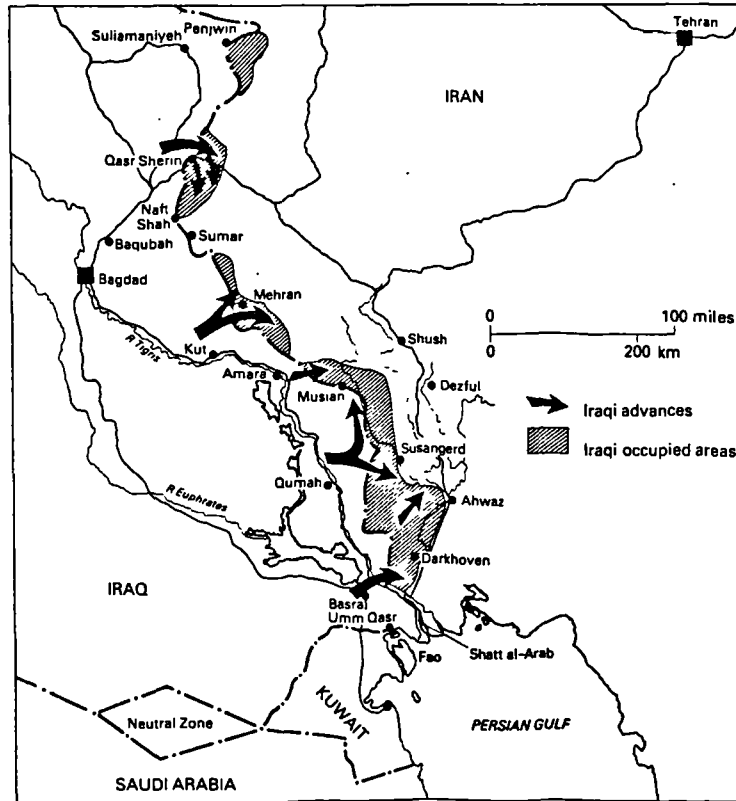 Tehran
Penjwin
Suliamaniyeh
IRAN
Qasr Sherin
Naft
Shah
Sumar
Baqubah
Bagdad
Mehran
0 100 miles
0 200 km
R Tigris
Kut
Shush
Amara
Musian
Dezful
Iraqi advances
Iraqi occupied areas
Susangerd
Qurnah
Ahwaz
R Euphrates
Darkhoven
IRAQ
Basra
Umm Qasr
Fao
Shatt al-Arab
KUWAIT
Neutral Zone
PERSIAN GULF
SAUDI ARABIA